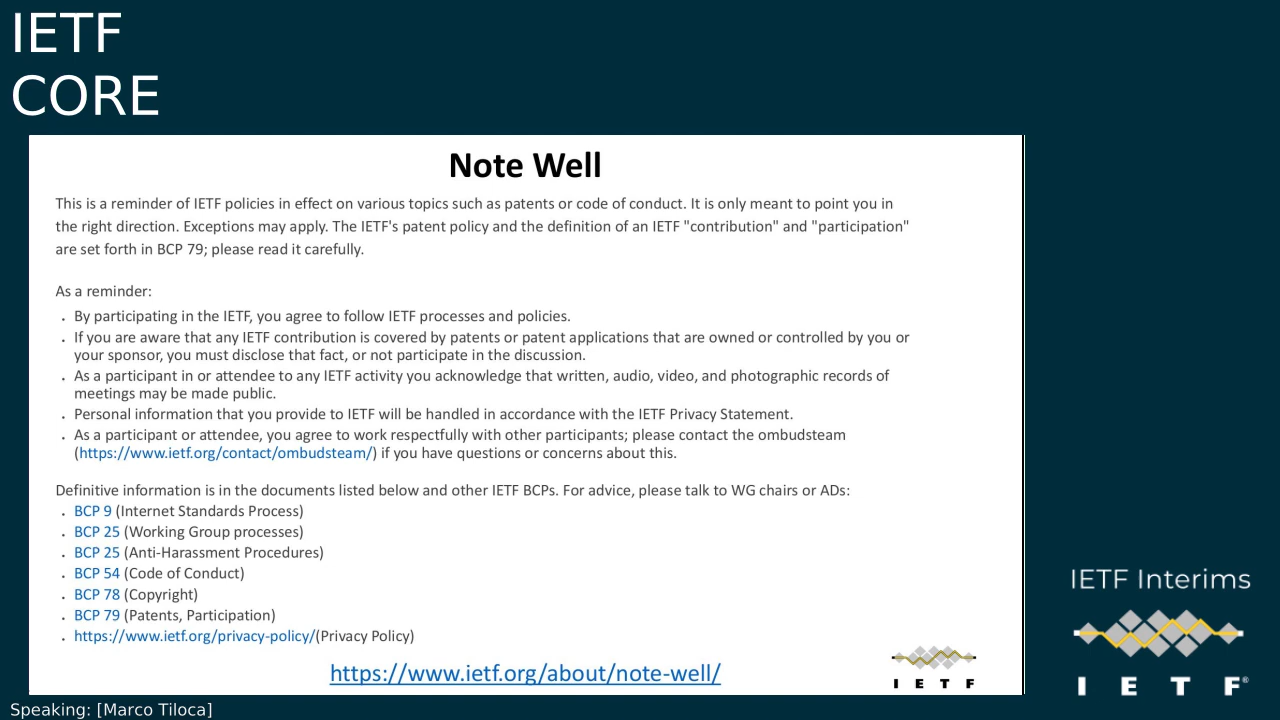 IETF
CORE
Note Well
This is a reminder of IETF policies in effect on various topics such as patents or code of conduct. It is only meant to point you in
the right direction. Exceptions may apply. The IETF's patent policy and the definition of an IETF "contribution" and "participation"
are set forth in BCP 79; please read it carefully.
As a reminder:
• By participating in the IETF, you agree to follow IETF processes and policies.
• If you are aware that any IETF contribution is covered by patents or patent applications that are owned or controlled by you or
your sponsor, you must disclose that fact, or not participate in the discussion.
• As a participant in or attendee to any IETF activity you acknowledge that written, audio, video, and photographic records of
meetings may be made public.
• Personal information that you provide to IETF will be handled in accordance with the IETF Privacy Statement.
• As a participant or attendee, you agree to work respectfully with other participants; please contact the ombudsteam
(https://www.ietf.org/contact/ombudsteam/) if you have questions or concerns about this.
Definitive information is in the documents listed below and other IETF BCPs. For advice, please talk to WG chairs or ADs:
• BCP 9 (Internet Standards Process)
• BCP 25 (Working Group processes)
• BCP 25 (Anti-Harassment Procedures)
• BCP 54 (Code of Conduct)
• BCP 78 (Copyright)
• BCP 79 (Patents, Participation)
• https://www.ietf.org/privacy-policy/(Privacy Policy)
https://www.ietf.org/about/note-well/
I E T F
IETF Interims
I E T F®
Speaking: [Marco Tiloca]